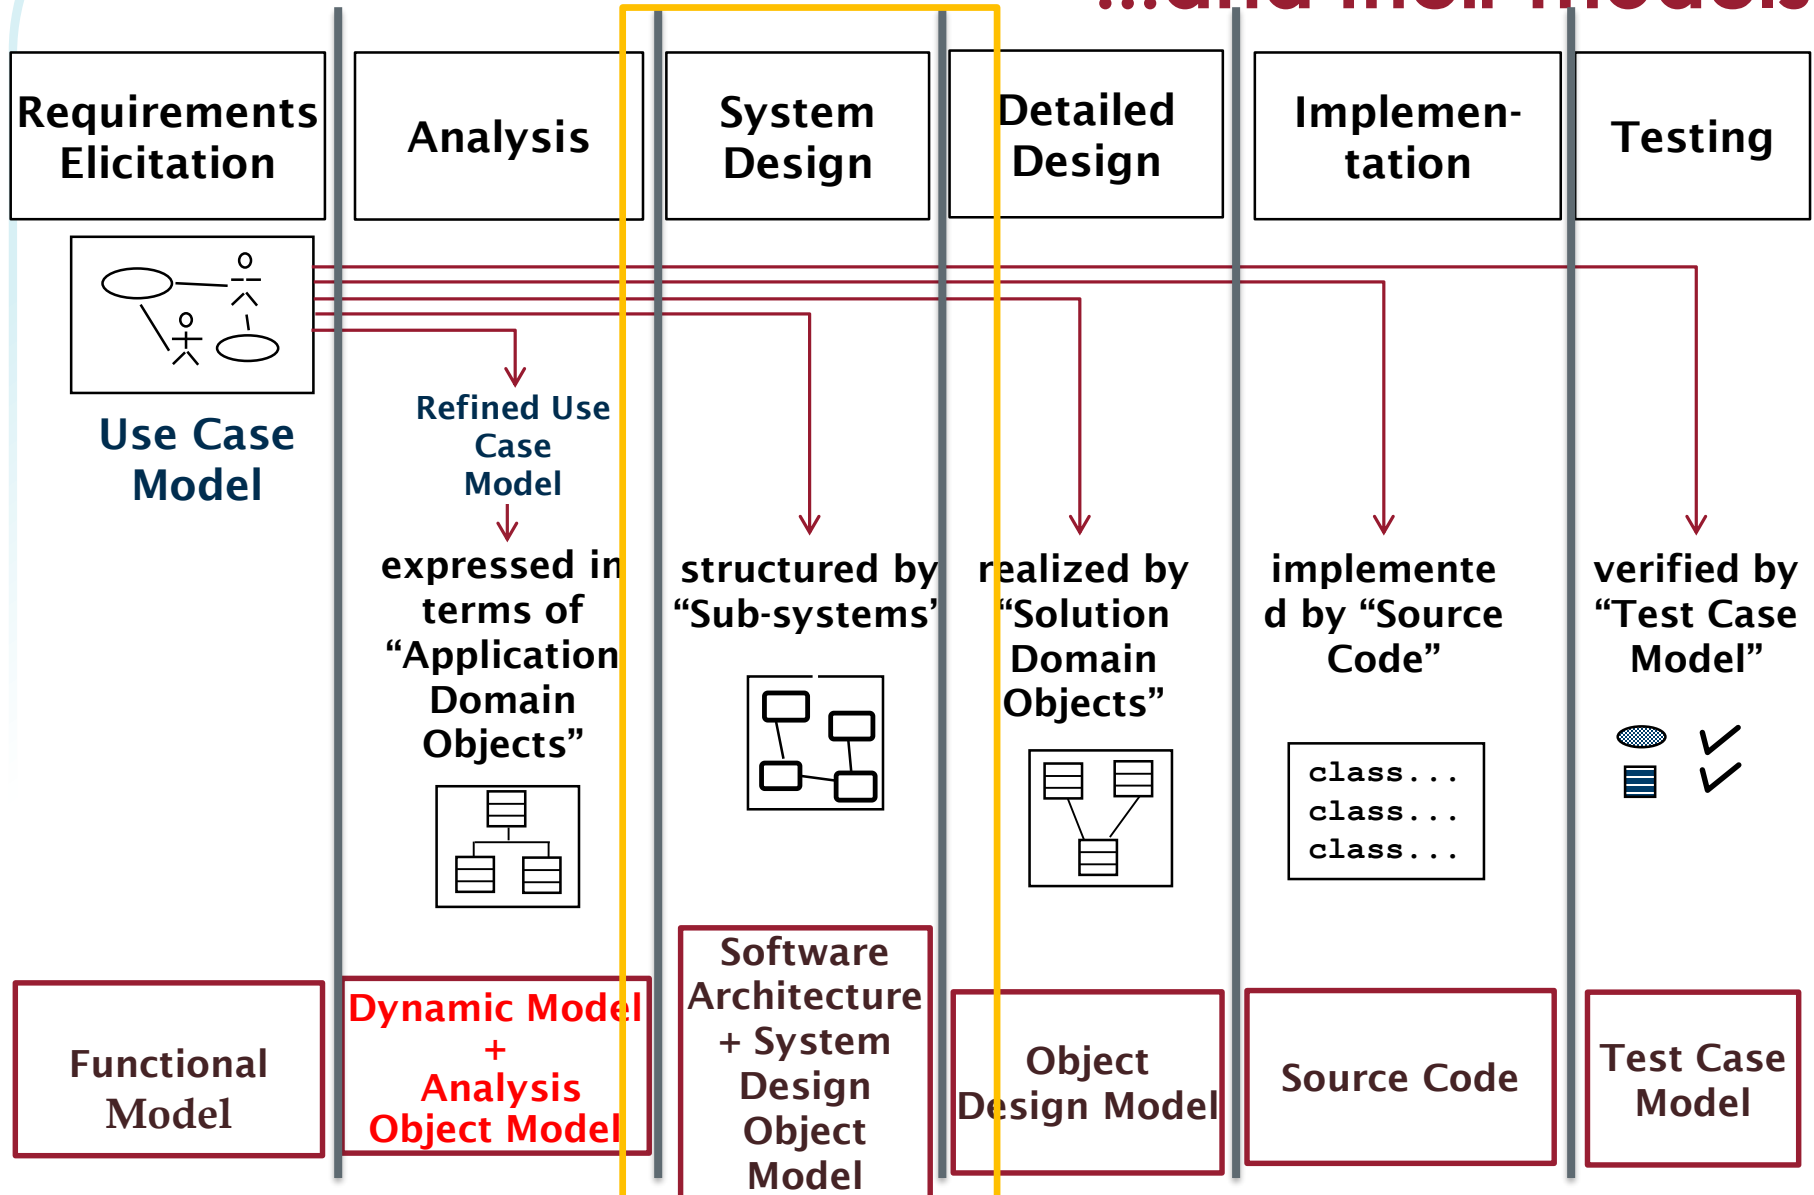 ...and their models
Requirements
Elicitation
Analysis
System
Design
Detailed
Design
Implemen-
tation
Testing
Use Case
Model
Refined Use
Case
Model
expressed in
terms of
“Application
Domain
Objects”
structured by
“Sub-systems”
realized by
“Solution
Domain
Objects”
implemente
d by “Source
Code”
verified by
“Test Case
Model”
class...
class...
class...
Functional
Model
Dynamic Model
+
Analysis
Object Model
Software
Architecture
+ System
Design
Object
Model
Object
Design Model
Source Code
Test Case
Model